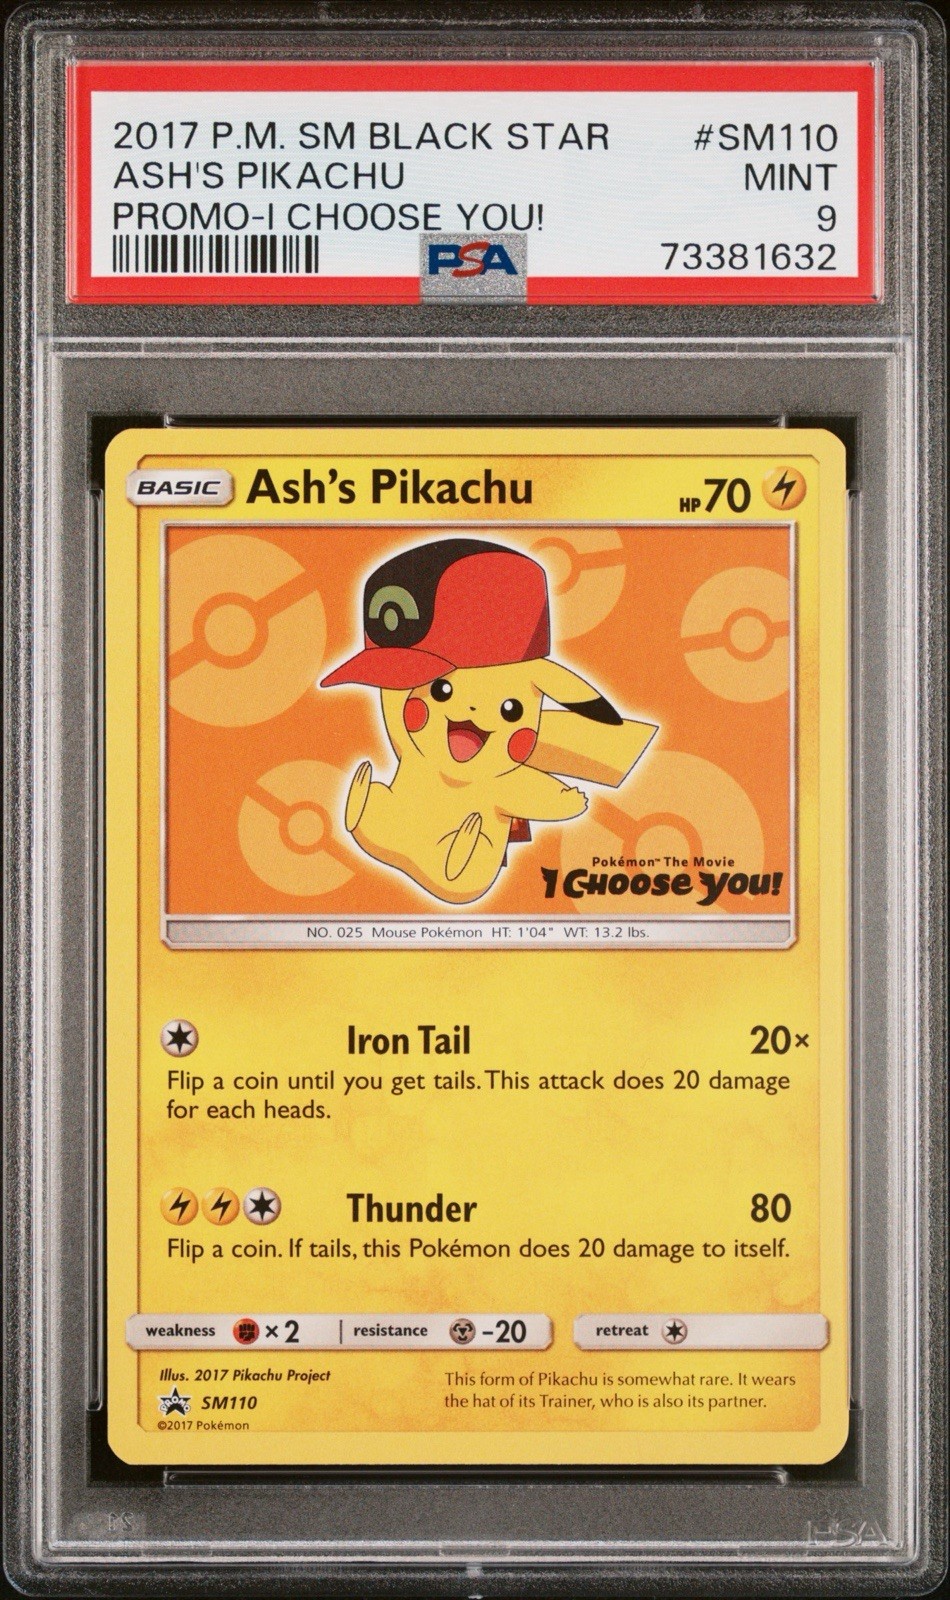 2017 P.M. SM BLACK STAR #SM110
ASH'S PIKACHU MINT
PROMO-I CHOOSE YOU! 9
PSA 73381632
BASIC Ash's Pikachu HP 70
Pokémon™ The Movie
I Choose You!
NO. 025 Mouse Pokémon HT: 1'04" WT: 13.2 lbs.
Iron Tail 20×
Flip a coin until you get tails. This attack does 20 damage
for each heads.
Thunder 80
Flip a coin. If tails, this Pokémon does 20 damage to itself.
weakness ×2 resistance -20 retreat
Illus. 2017 Pikachu Project
SM110
©2017 Pokémon
This form of Pikachu is somewhat rare. It wears
the hat of its Trainer, who is also its partner.
PSA